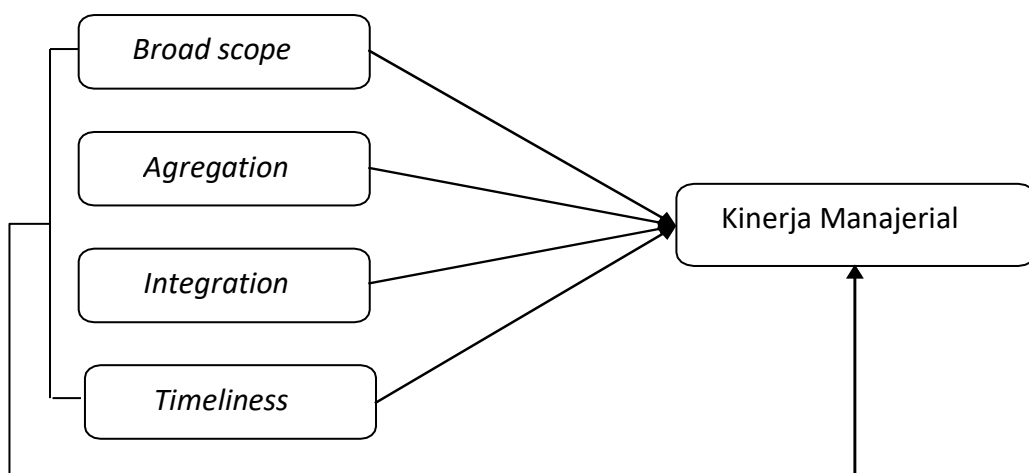 Broad scope
Agregation
Integration
Timeliness
Kinerja Manajerial